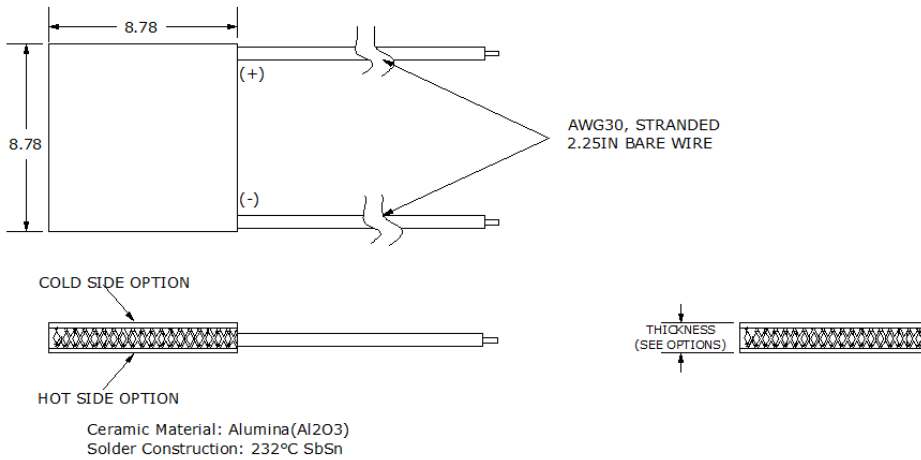 8.78
(+)
8.78
AWG30, STRANDED
2.25IN BARE WIRE
(-)
COLD SIDE OPTION
THICKNESS
(SEE OPTIONS)
HOT SIDE OPTION
Ceramic Material: Alumina(Al2O3)
Solder Construction: 232°C SbSn